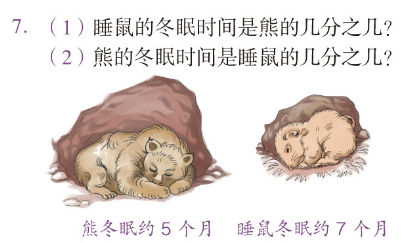 7.（1）睡鼠的冬眠时间是熊的几分之几?
（2）熊的冬眠时间是睡鼠的几分之几?
熊冬眠约 5 个月 睡鼠冬眠约 7 个月